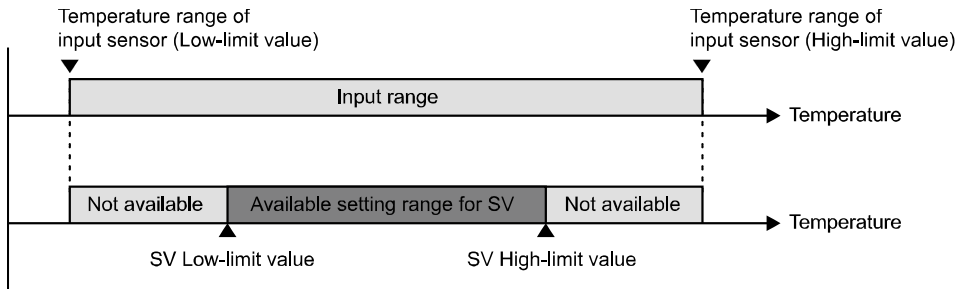 Temperature range of
input sensor (Low-limit value)
Temperature range of
input sensor (High-limit value)
Input range
Temperature
Not available
Available setting range for SV
Not available
Temperature
SV Low-limit value
SV High-limit value